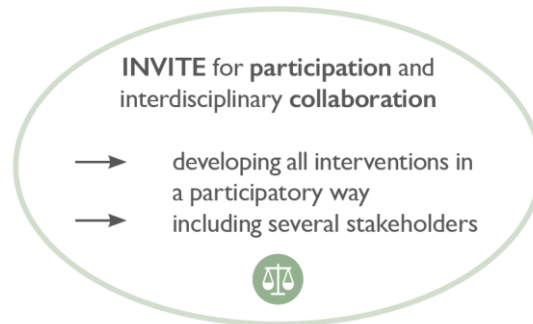 INVITE for participation and
interdisciplinary collaboration
→ developing all interventions in
a participatory way
→ including several stakeholders